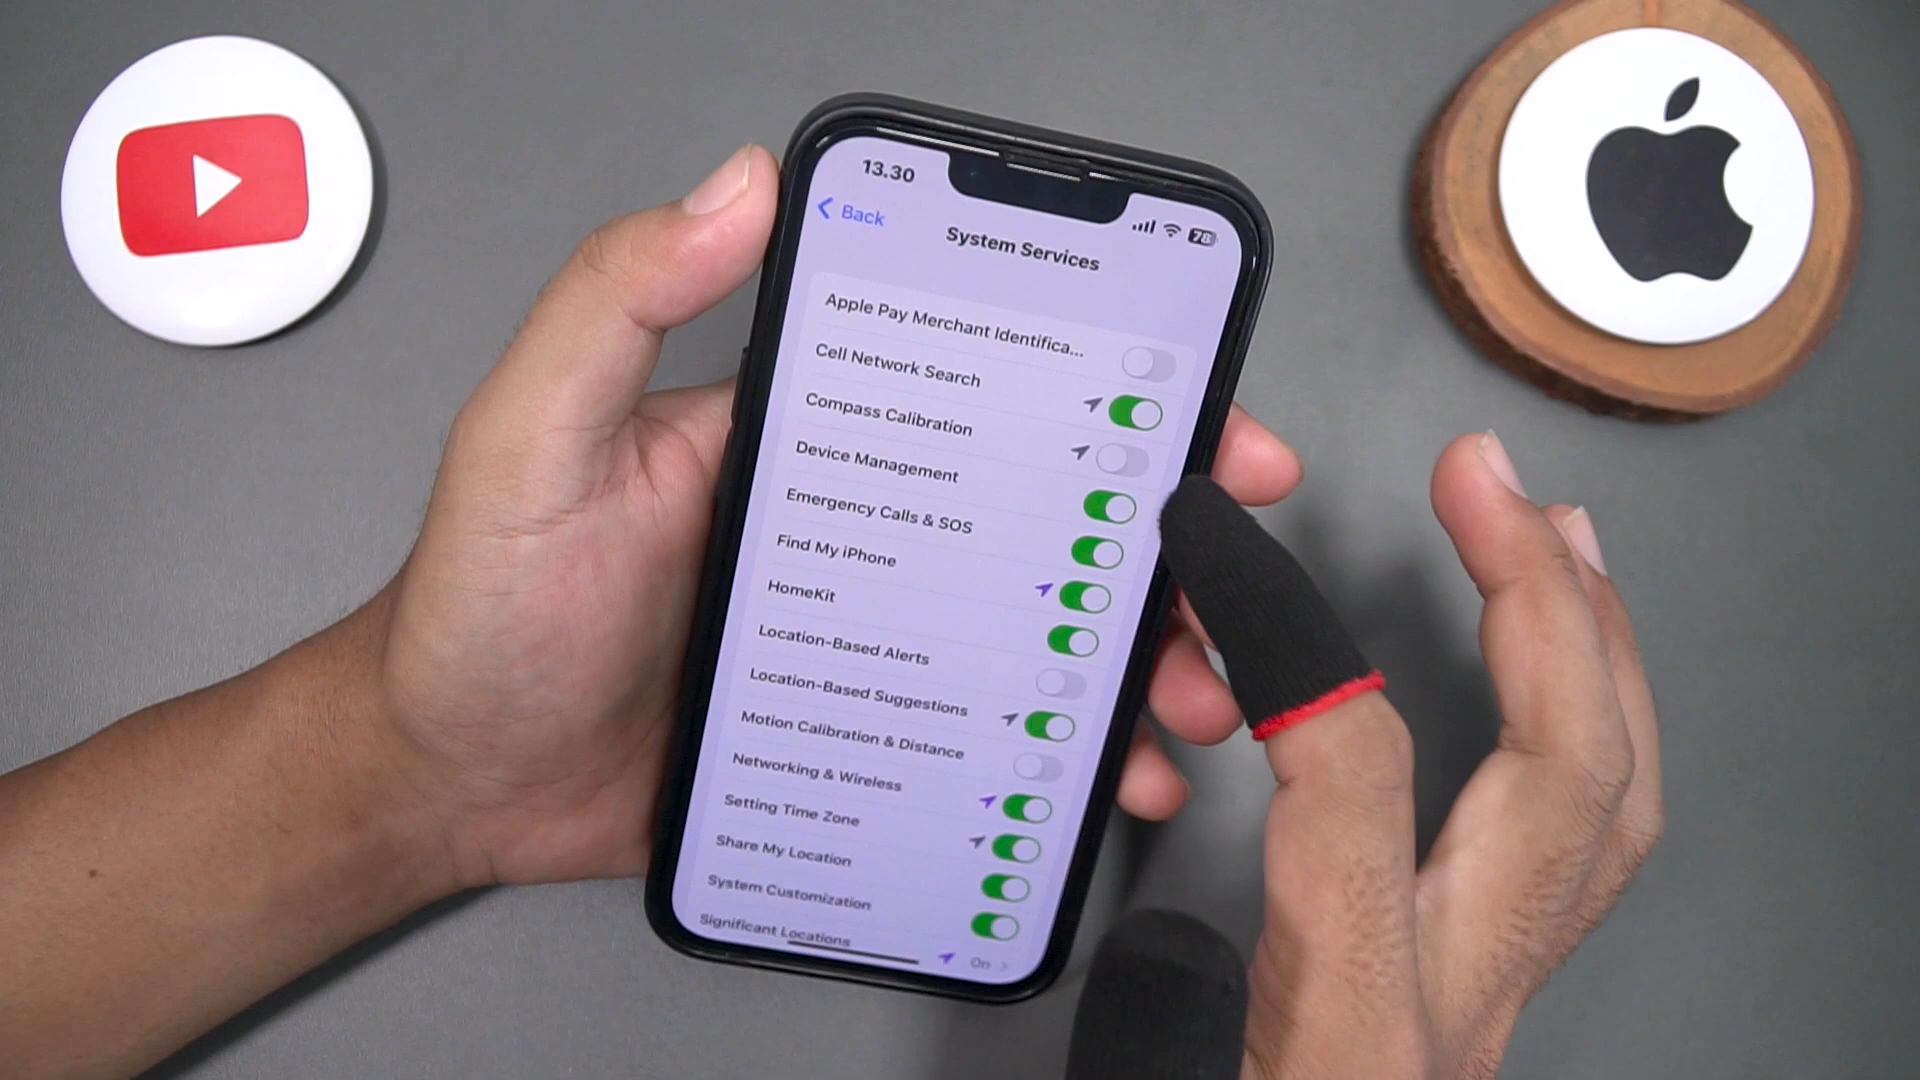 13.30
78
Back
System Services
Apple Pay Merchant Identifica...
Cell Network Search
Compass Calibration
Device Management
Emergency Calls & SOS
Find My iPhone
HomeKit
Location-Based Alerts
Location-Based Suggestions
Motion Calibration & Distance
Networking & Wireless
Setting Time Zone
Share My Location
System Customization
Significant Locations
On